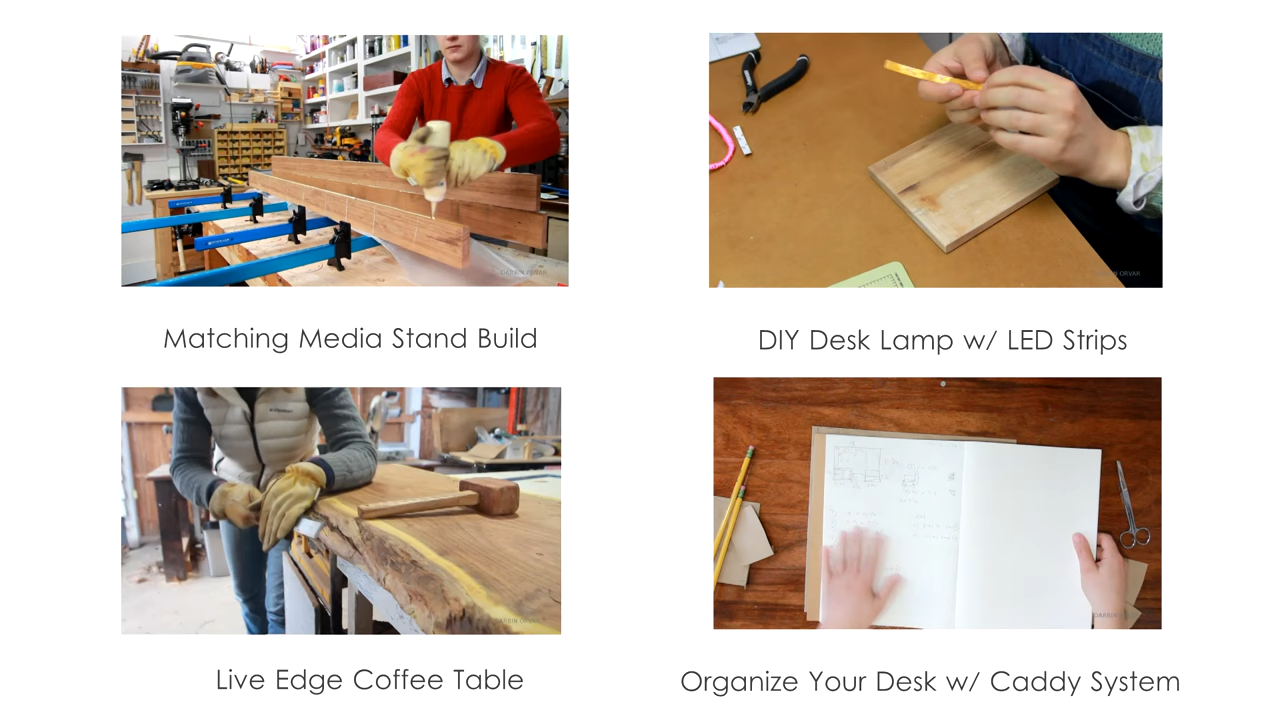 Matching Media Stand Build
DIY Desk Lamp w/ LED Strips
Live Edge Coffee Table
Organize Your Desk w/ Caddy System